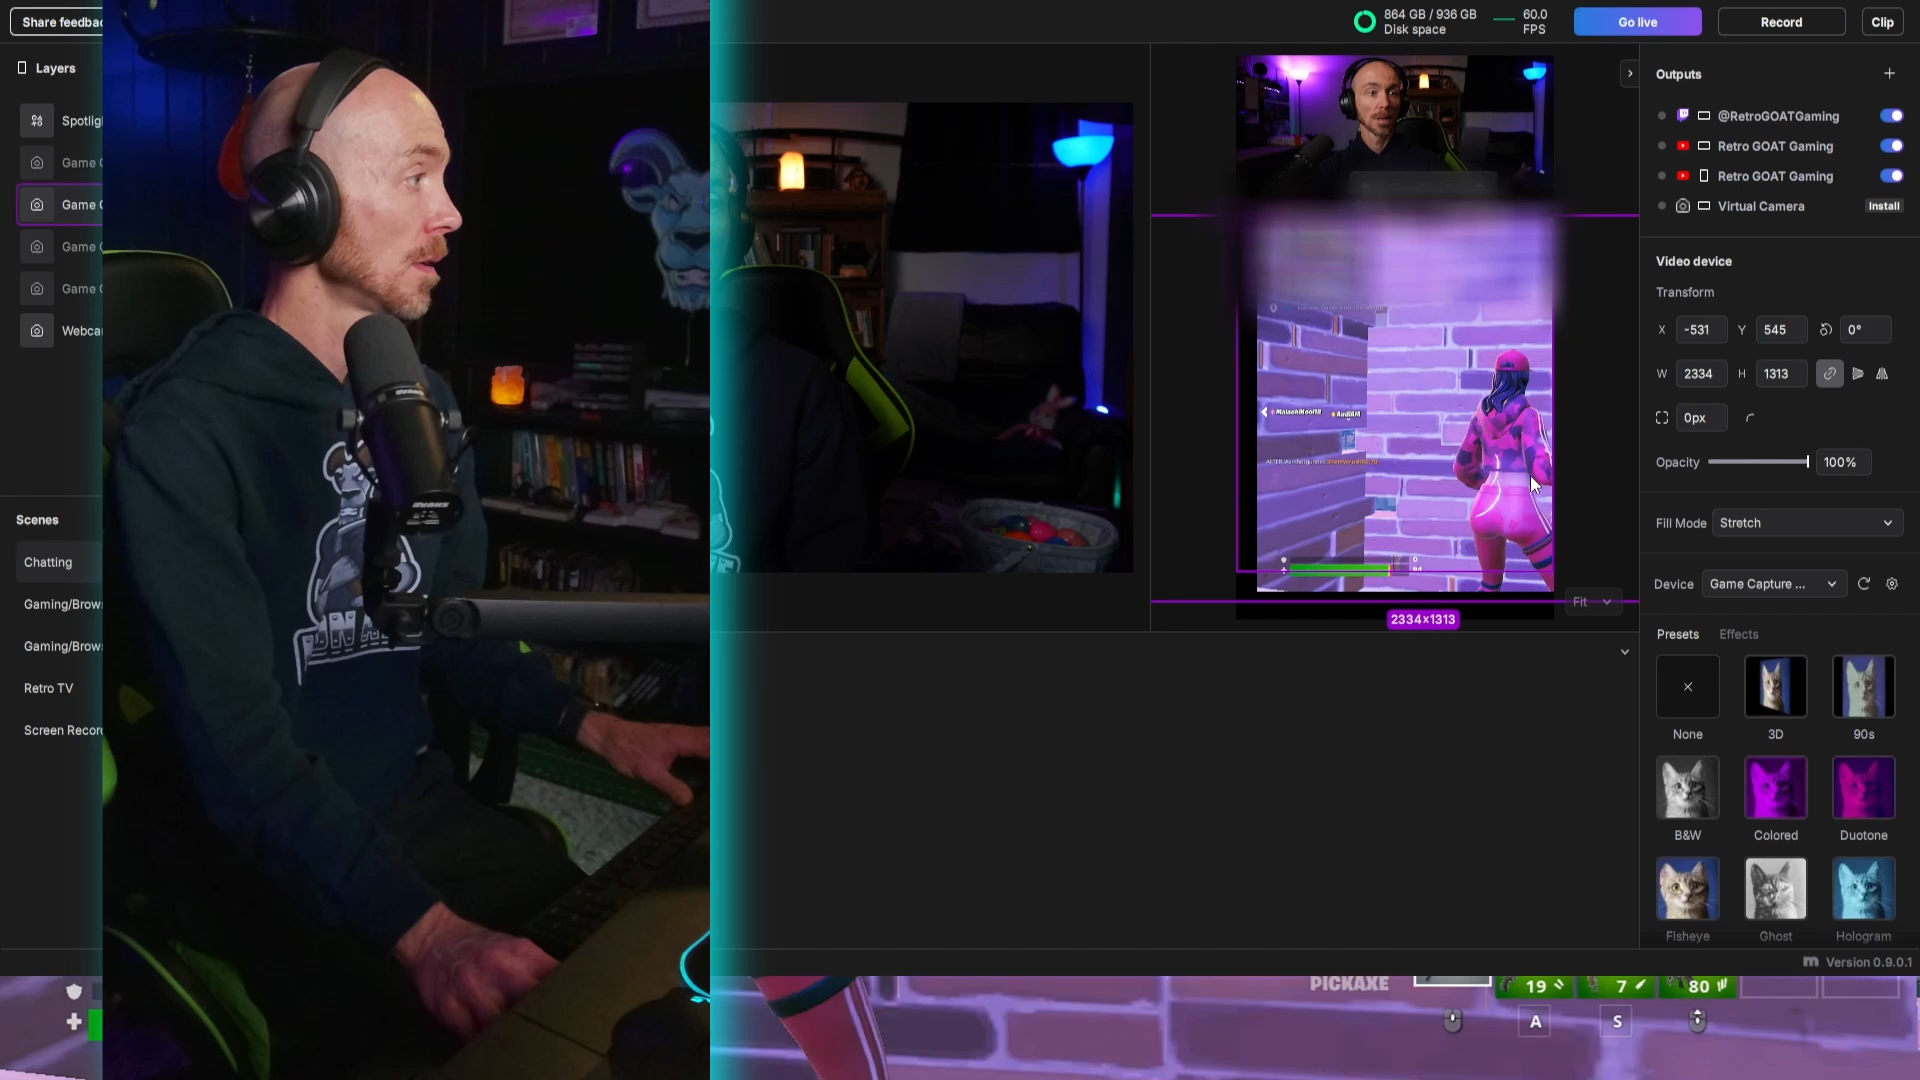 Share feedbac
864 GB / 936 GB
Disk space
60.0
FPS
Go live
Record
Clip
Layers
Spotlig
Game C
Game C
Game C
Game C
Webca
Scenes
Chatting
Gaming/Brow
Gaming/Brow
Retro TV
Screen Recor
Outputs
@RetroGOATGaming
Retro GOAT Gaming
Retro GOAT Gaming
Virtual Camera
Install
Video device
Transform
X
-531
Y
545
0°
W
2334
H
1313
0px
Opacity
100%
Fill Mode
Stretch
Device
Game Capture ...
Presets
Effects
None
3D
90s
B&W
Colored
Duotone
Fisheye
Ghost
Hologram
Version 0.9.0.1
Fit
2334×1313
PICKAXE
19
7
80
A
S